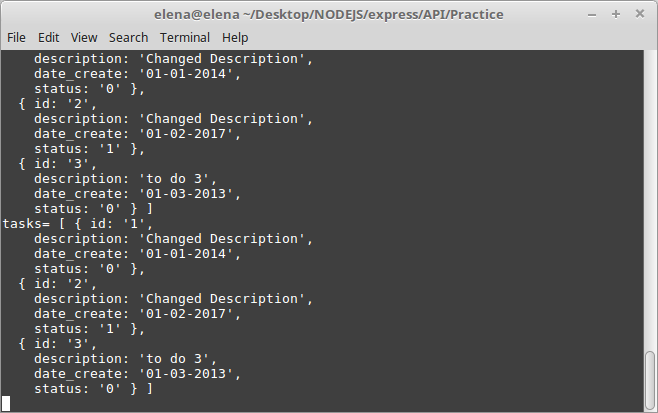 elena@elena ~/Desktop/NODEJS/express/API/Practice
File Edit View Search Terminal Help
    description: 'Changed Description',
    date_create: '01-01-2014',
    status: '0' },
  { id: '2',
    description: 'Changed Description',
    date_create: '01-02-2017',
    status: '1' },
  { id: '3',
    description: 'to do 3',
    date_create: '01-03-2013',
    status: '0' } ]
tasks= [ { id: '1',
    description: 'Changed Description',
    date_create: '01-01-2014',
    status: '0' },
  { id: '2',
    description: 'Changed Description',
    date_create: '01-02-2017',
    status: '1' },
  { id: '3',
    description: 'to do 3',
    date_create: '01-03-2013',
    status: '0' } ]